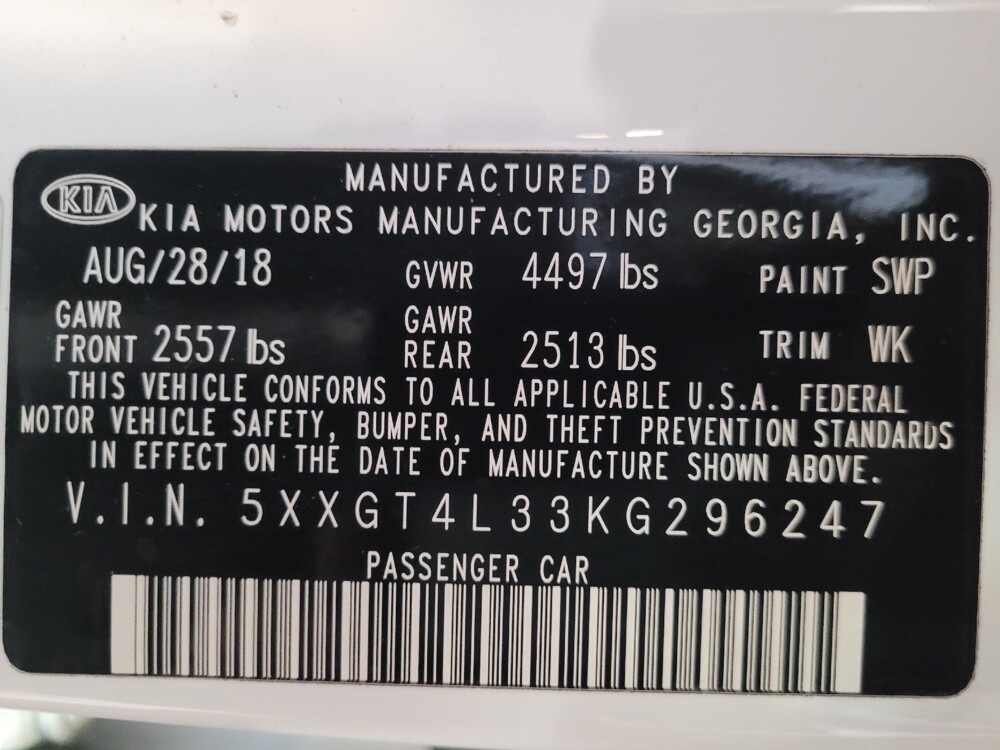 MANUFACTURED BY
KIA KIA MOTORS MANUFACTURING GEORGIA, INC.
AUG/28/18 GVWR 4497 lbs PAINT SWP
GAWR FRONT 2557 lbs GAWR REAR 2513 lbs TRIM WK
THIS VEHICLE CONFORMS TO ALL APPLICABLE U.S.A. FEDERAL
MOTOR VEHICLE SAFETY, BUMPER, AND THEFT PREVENTION STANDARDS
IN EFFECT ON THE DATE OF MANUFACTURE SHOWN ABOVE.
V.I.N. 5XXGT4L33KG296247
PASSENGER CAR